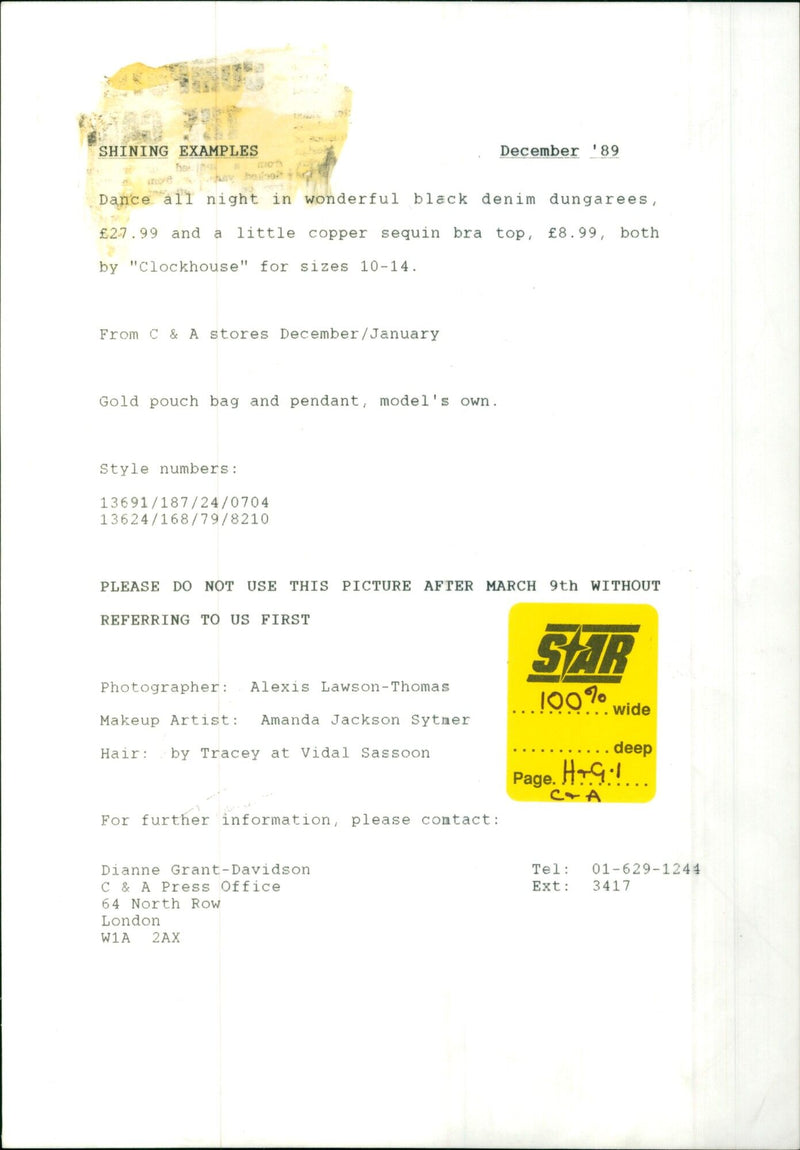 SHINING EXAMPLES December '89
Dance all night in wonderful black denim dungarees,
£27.99 and a little copper sequin bra top, £8.99, both
by "Clockhouse" for sizes 10-14.
From C & A stores December/January
Gold pouch bag and pendant, model's own.
Style numbers:
13691/187/24/0704
13624/168/79/8210
PLEASE DO NOT USE THIS PICTURE AFTER MARCH 9th WITHOUT
REFERRING TO US FIRST
STAR
100% wide
deep
Page. H+G.1
C+A
Photographer: Alexis Lawson-Thomas
Makeup Artist: Amanda Jackson Sytner
Hair: by Tracey at Vidal Sassoon
For further information, please contact:
Dianne Grant-Davidson Tel: 01-629-1244
C & A Press Office Ext: 3417
64 North Row
London
W1A 2AX